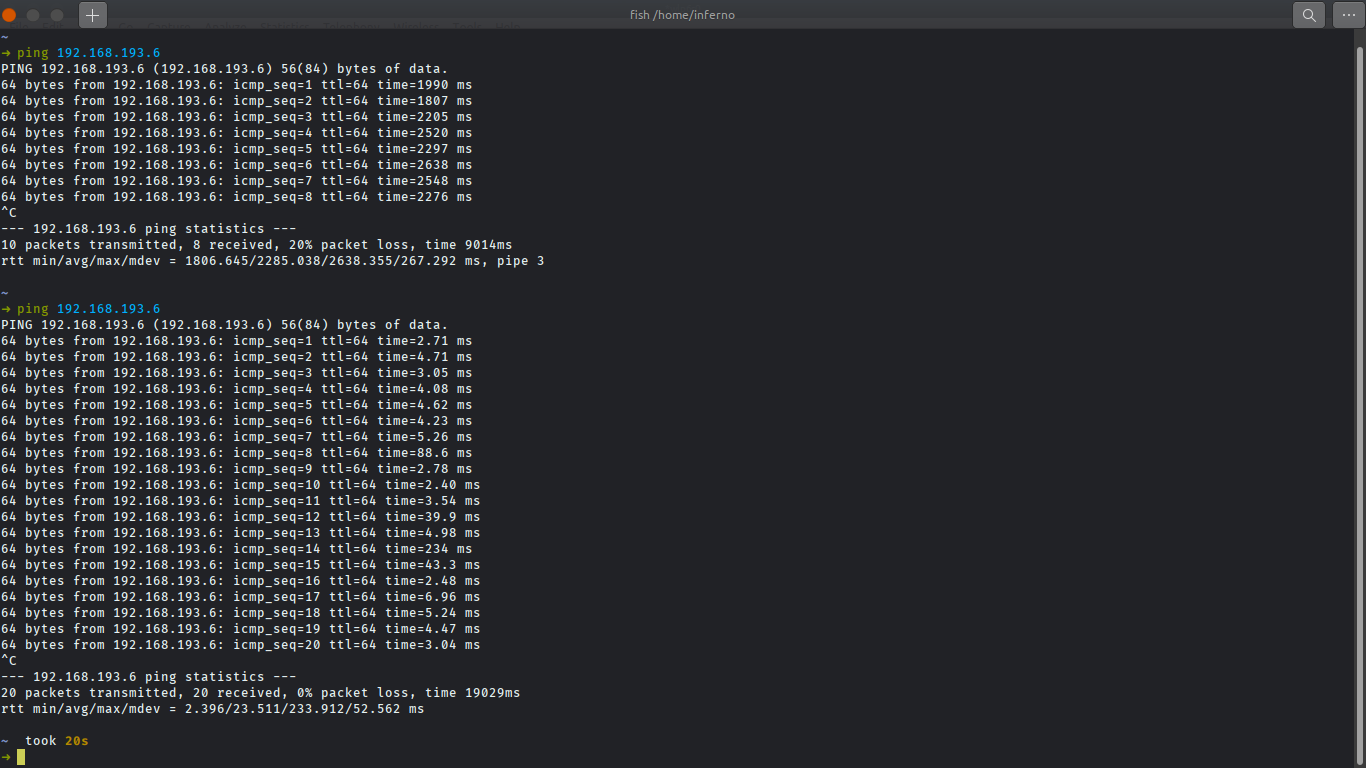 fish /home/inferno
~
→ ping 192.168.193.6
PING 192.168.193.6 (192.168.193.6) 56(84) bytes of data.
64 bytes from 192.168.193.6: icmp_seq=1 ttl=64 time=1990 ms
64 bytes from 192.168.193.6: icmp_seq=2 ttl=64 time=1807 ms
64 bytes from 192.168.193.6: icmp_seq=3 ttl=64 time=2205 ms
64 bytes from 192.168.193.6: icmp_seq=4 ttl=64 time=2520 ms
64 bytes from 192.168.193.6: icmp_seq=5 ttl=64 time=2297 ms
64 bytes from 192.168.193.6: icmp_seq=6 ttl=64 time=2638 ms
64 bytes from 192.168.193.6: icmp_seq=7 ttl=64 time=2548 ms
64 bytes from 192.168.193.6: icmp_seq=8 ttl=64 time=2276 ms
^C
--- 192.168.193.6 ping statistics ---
10 packets transmitted, 8 received, 20% packet loss, time 9014ms
rtt min/avg/max/mdev = 1806.645/2285.038/2638.355/267.292 ms, pipe 3
~
→ ping 192.168.193.6
PING 192.168.193.6 (192.168.193.6) 56(84) bytes of data.
64 bytes from 192.168.193.6: icmp_seq=1 ttl=64 time=2.71 ms
64 bytes from 192.168.193.6: icmp_seq=2 ttl=64 time=4.71 ms
64 bytes from 192.168.193.6: icmp_seq=3 ttl=64 time=3.05 ms
64 bytes from 192.168.193.6: icmp_seq=4 ttl=64 time=4.08 ms
64 bytes from 192.168.193.6: icmp_seq=5 ttl=64 time=4.62 ms
64 bytes from 192.168.193.6: icmp_seq=6 ttl=64 time=4.23 ms
64 bytes from 192.168.193.6: icmp_seq=7 ttl=64 time=5.26 ms
64 bytes from 192.168.193.6: icmp_seq=8 ttl=64 time=88.6 ms
64 bytes from 192.168.193.6: icmp_seq=9 ttl=64 time=2.78 ms
64 bytes from 192.168.193.6: icmp_seq=10 ttl=64 time=2.40 ms
64 bytes from 192.168.193.6: icmp_seq=11 ttl=64 time=3.54 ms
64 bytes from 192.168.193.6: icmp_seq=12 ttl=64 time=39.9 ms
64 bytes from 192.168.193.6: icmp_seq=13 ttl=64 time=4.98 ms
64 bytes from 192.168.193.6: icmp_seq=14 ttl=64 time=234 ms
64 bytes from 192.168.193.6: icmp_seq=15 ttl=64 time=43.3 ms
64 bytes from 192.168.193.6: icmp_seq=16 ttl=64 time=2.48 ms
64 bytes from 192.168.193.6: icmp_seq=17 ttl=64 time=6.96 ms
64 bytes from 192.168.193.6: icmp_seq=18 ttl=64 time=5.24 ms
64 bytes from 192.168.193.6: icmp_seq=19 ttl=64 time=4.47 ms
64 bytes from 192.168.193.6: icmp_seq=20 ttl=64 time=3.04 ms
^C
--- 192.168.193.6 ping statistics ---
20 packets transmitted, 20 received, 0% packet loss, time 19029ms
rtt min/avg/max/mdev = 2.396/23.511/233.912/52.562 ms
~ took 20s
→